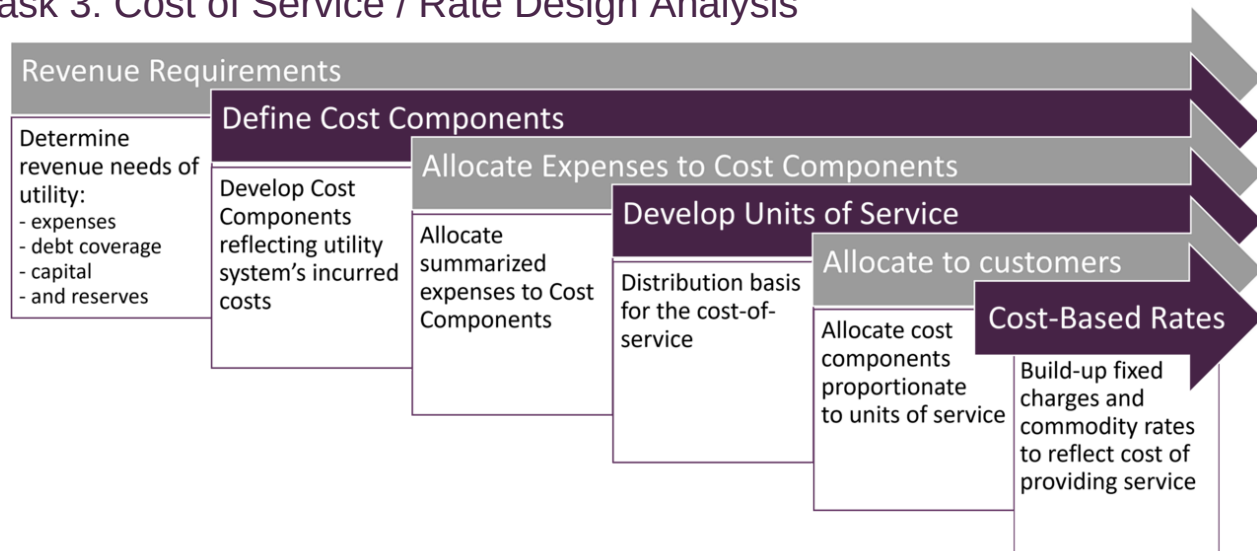 ask 3: Cost of Service / Rate Design Analysis
Revenue Requirements
Determine
revenue needs of
utility:
- expenses
- debt coverage
- capital
- and reserves
Define Cost Components
Develop Cost
Components
reflecting utility
system's incurred
costs
Allocate Expenses to Cost Components
Allocate
summarized
expenses to Cost
Components
Develop Units of Service
Distribution basis
for the cost-of-
service
Allocate to customers
Allocate cost
components
proportionate
to units of service
Cost-Based Rates
Build-up fixed
charges and
commodity rates
to reflect cost of
providing service